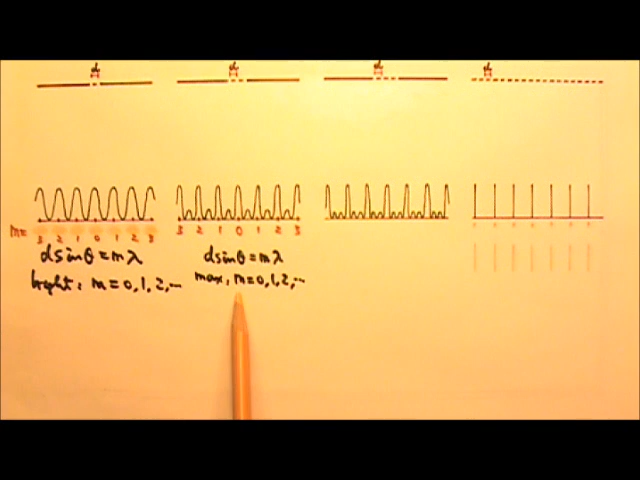 d d d d
m= 3 2 1 0 1 2 3 3 2 1 0 1 2 3
dsinθ=mλ dsinθ=mλ
bright: m=0,1,2,… max: m=0,1,2,…